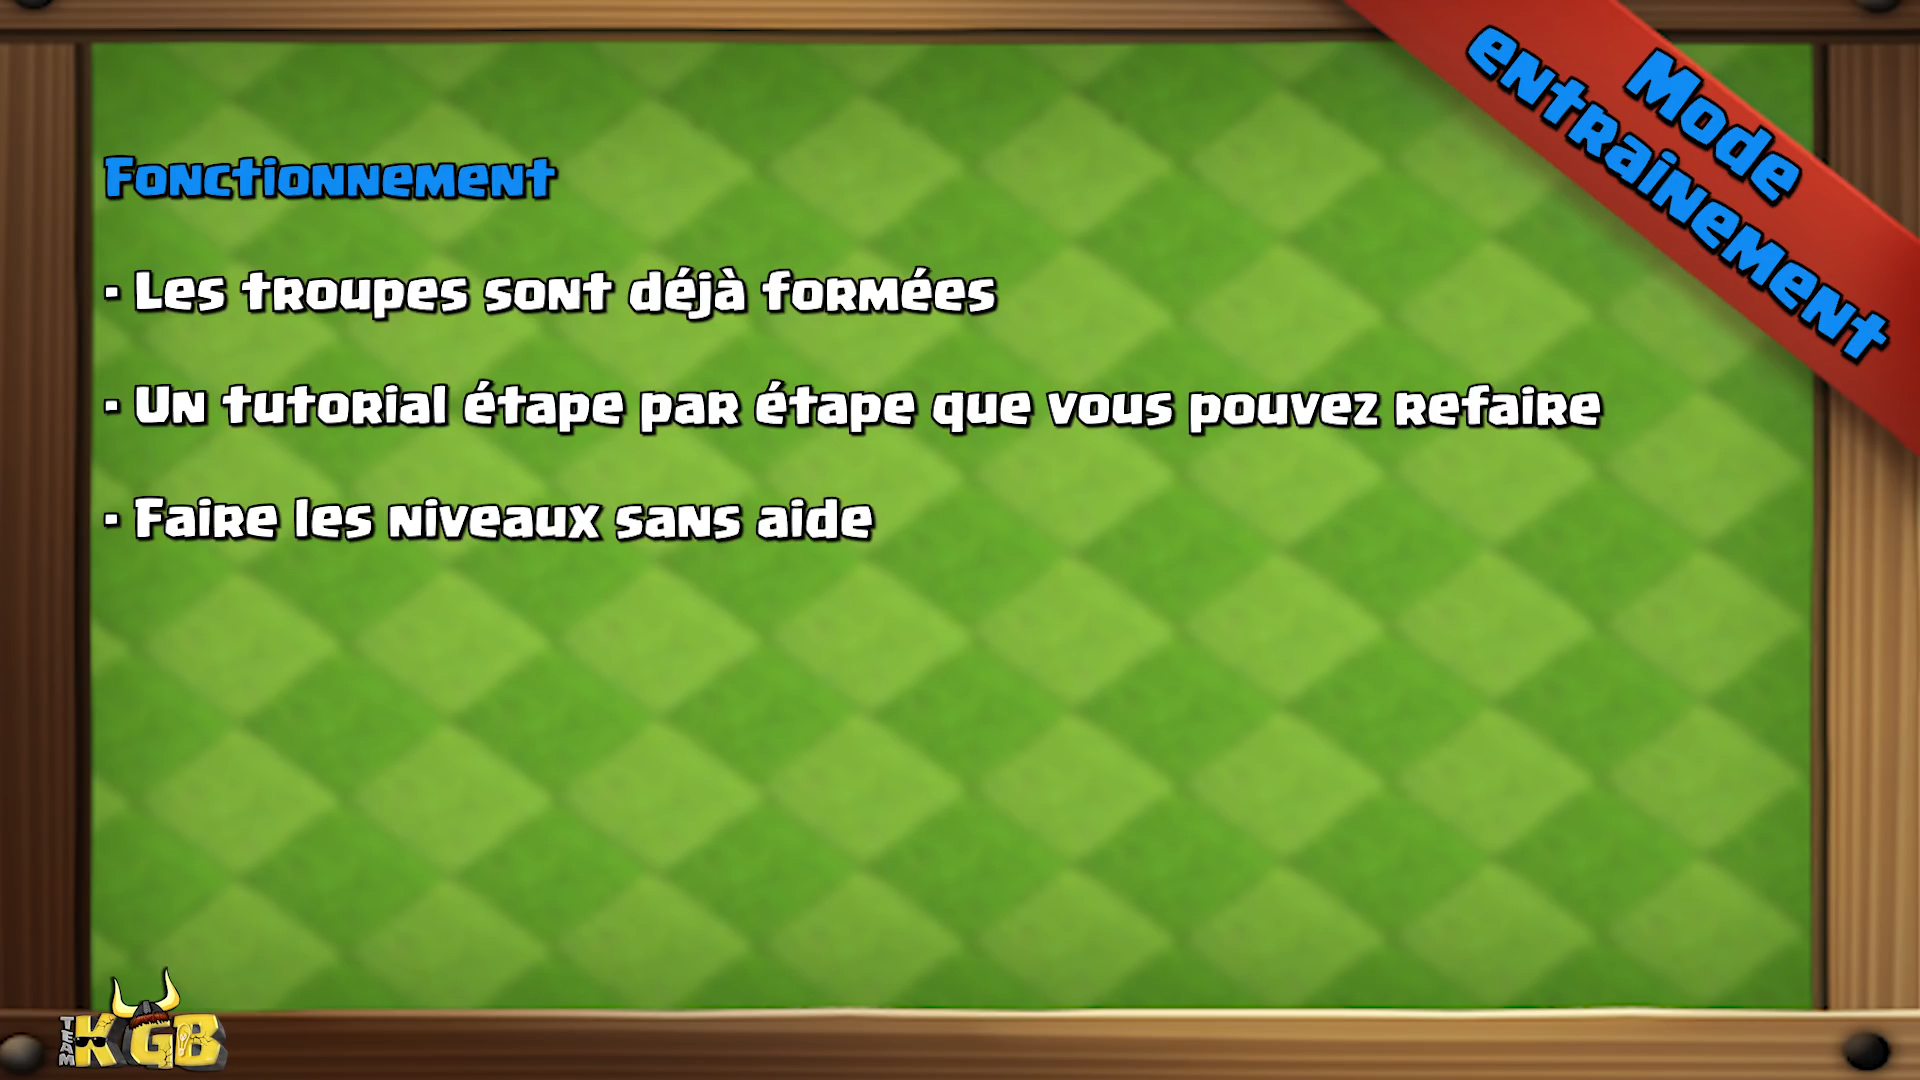 Mode
entrainement
Fonctionnement
· Les troupes sont déjà formées
· Un tutorial étape par étape que vous pouvez refaire
· Faire les niveaux sans aide
TEAM KGB